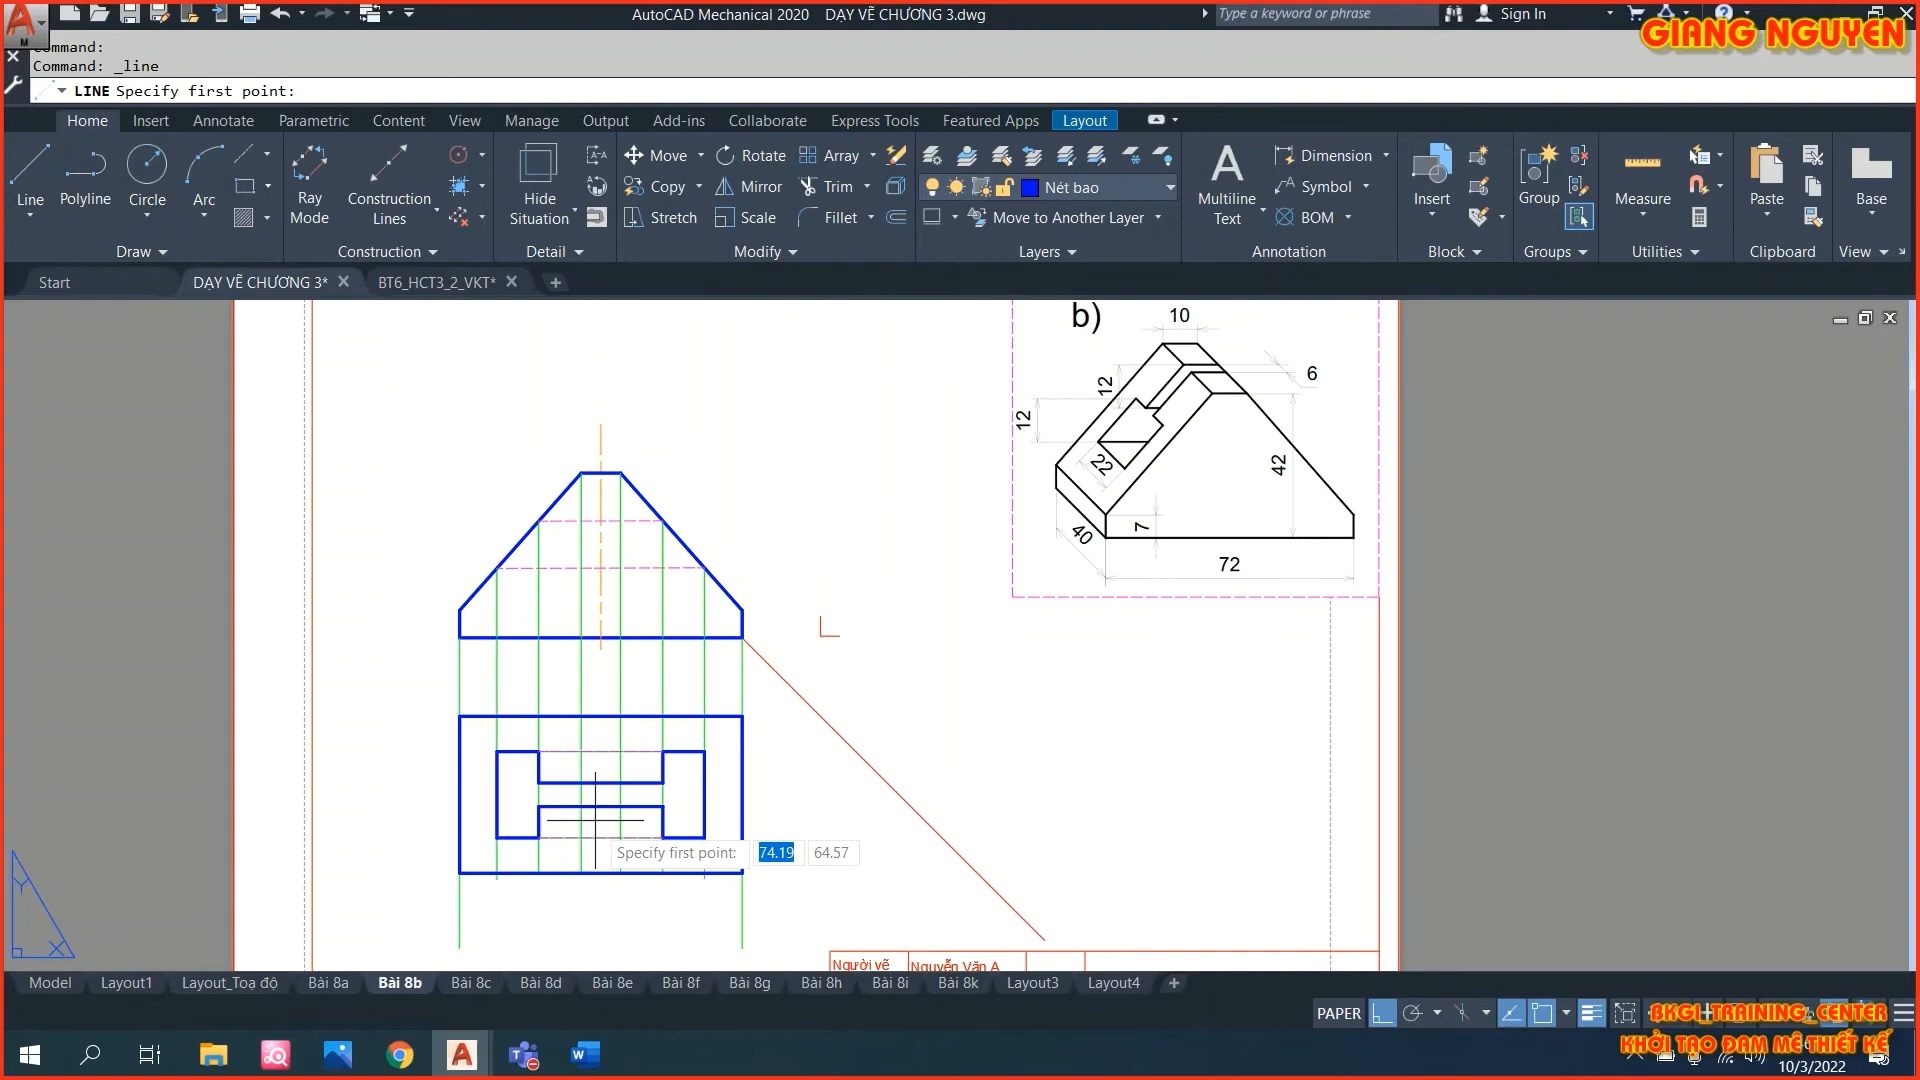 AutoCAD Mechanical 2020 DẠY VẼ CHƯƠNG 3.dwg
Type a keyword or phrase
Sign In
GIANG NGUYEN
Command:
Command: _line
LINE Specify first point:
Home Insert Annotate Parametric Content View Manage Output Add-ins Collaborate Express Tools Featured Apps Layout
Line Polyline Circle Arc
Ray Mode
Construction Lines
Hide Situation
Move Rotate Array
Copy Mirror Trim
Stretch Scale Fillet
Nét bao
Move to Another Layer
Multiline Text
Dimension
Symbol
BOM
Insert
Group
Measure
Paste
Base
Draw Construction Detail Modify Layers Annotation Block Groups Utilities Clipboard View
Start DẠY VẼ CHƯƠNG 3* BT6_HCT3_2_VKT*
b)
10
6
12
12
22
42
40
7
72
Specify first point: 74.19 64.57
Y
X
Người vẽ Nguyễn Văn A
Model Layout1 Layout_Toạ độ Bài 8a Bài 8b Bài 8c Bài 8d Bài 8e Bài 8f Bài 8g Bài 8h Bài 8i Bài 8k Layout3 Layout4
PAPER
BKGI_TRAINING_CENTER
KHỞI TẠO ĐAM MÊ THIẾT KẾ
10/3/2022